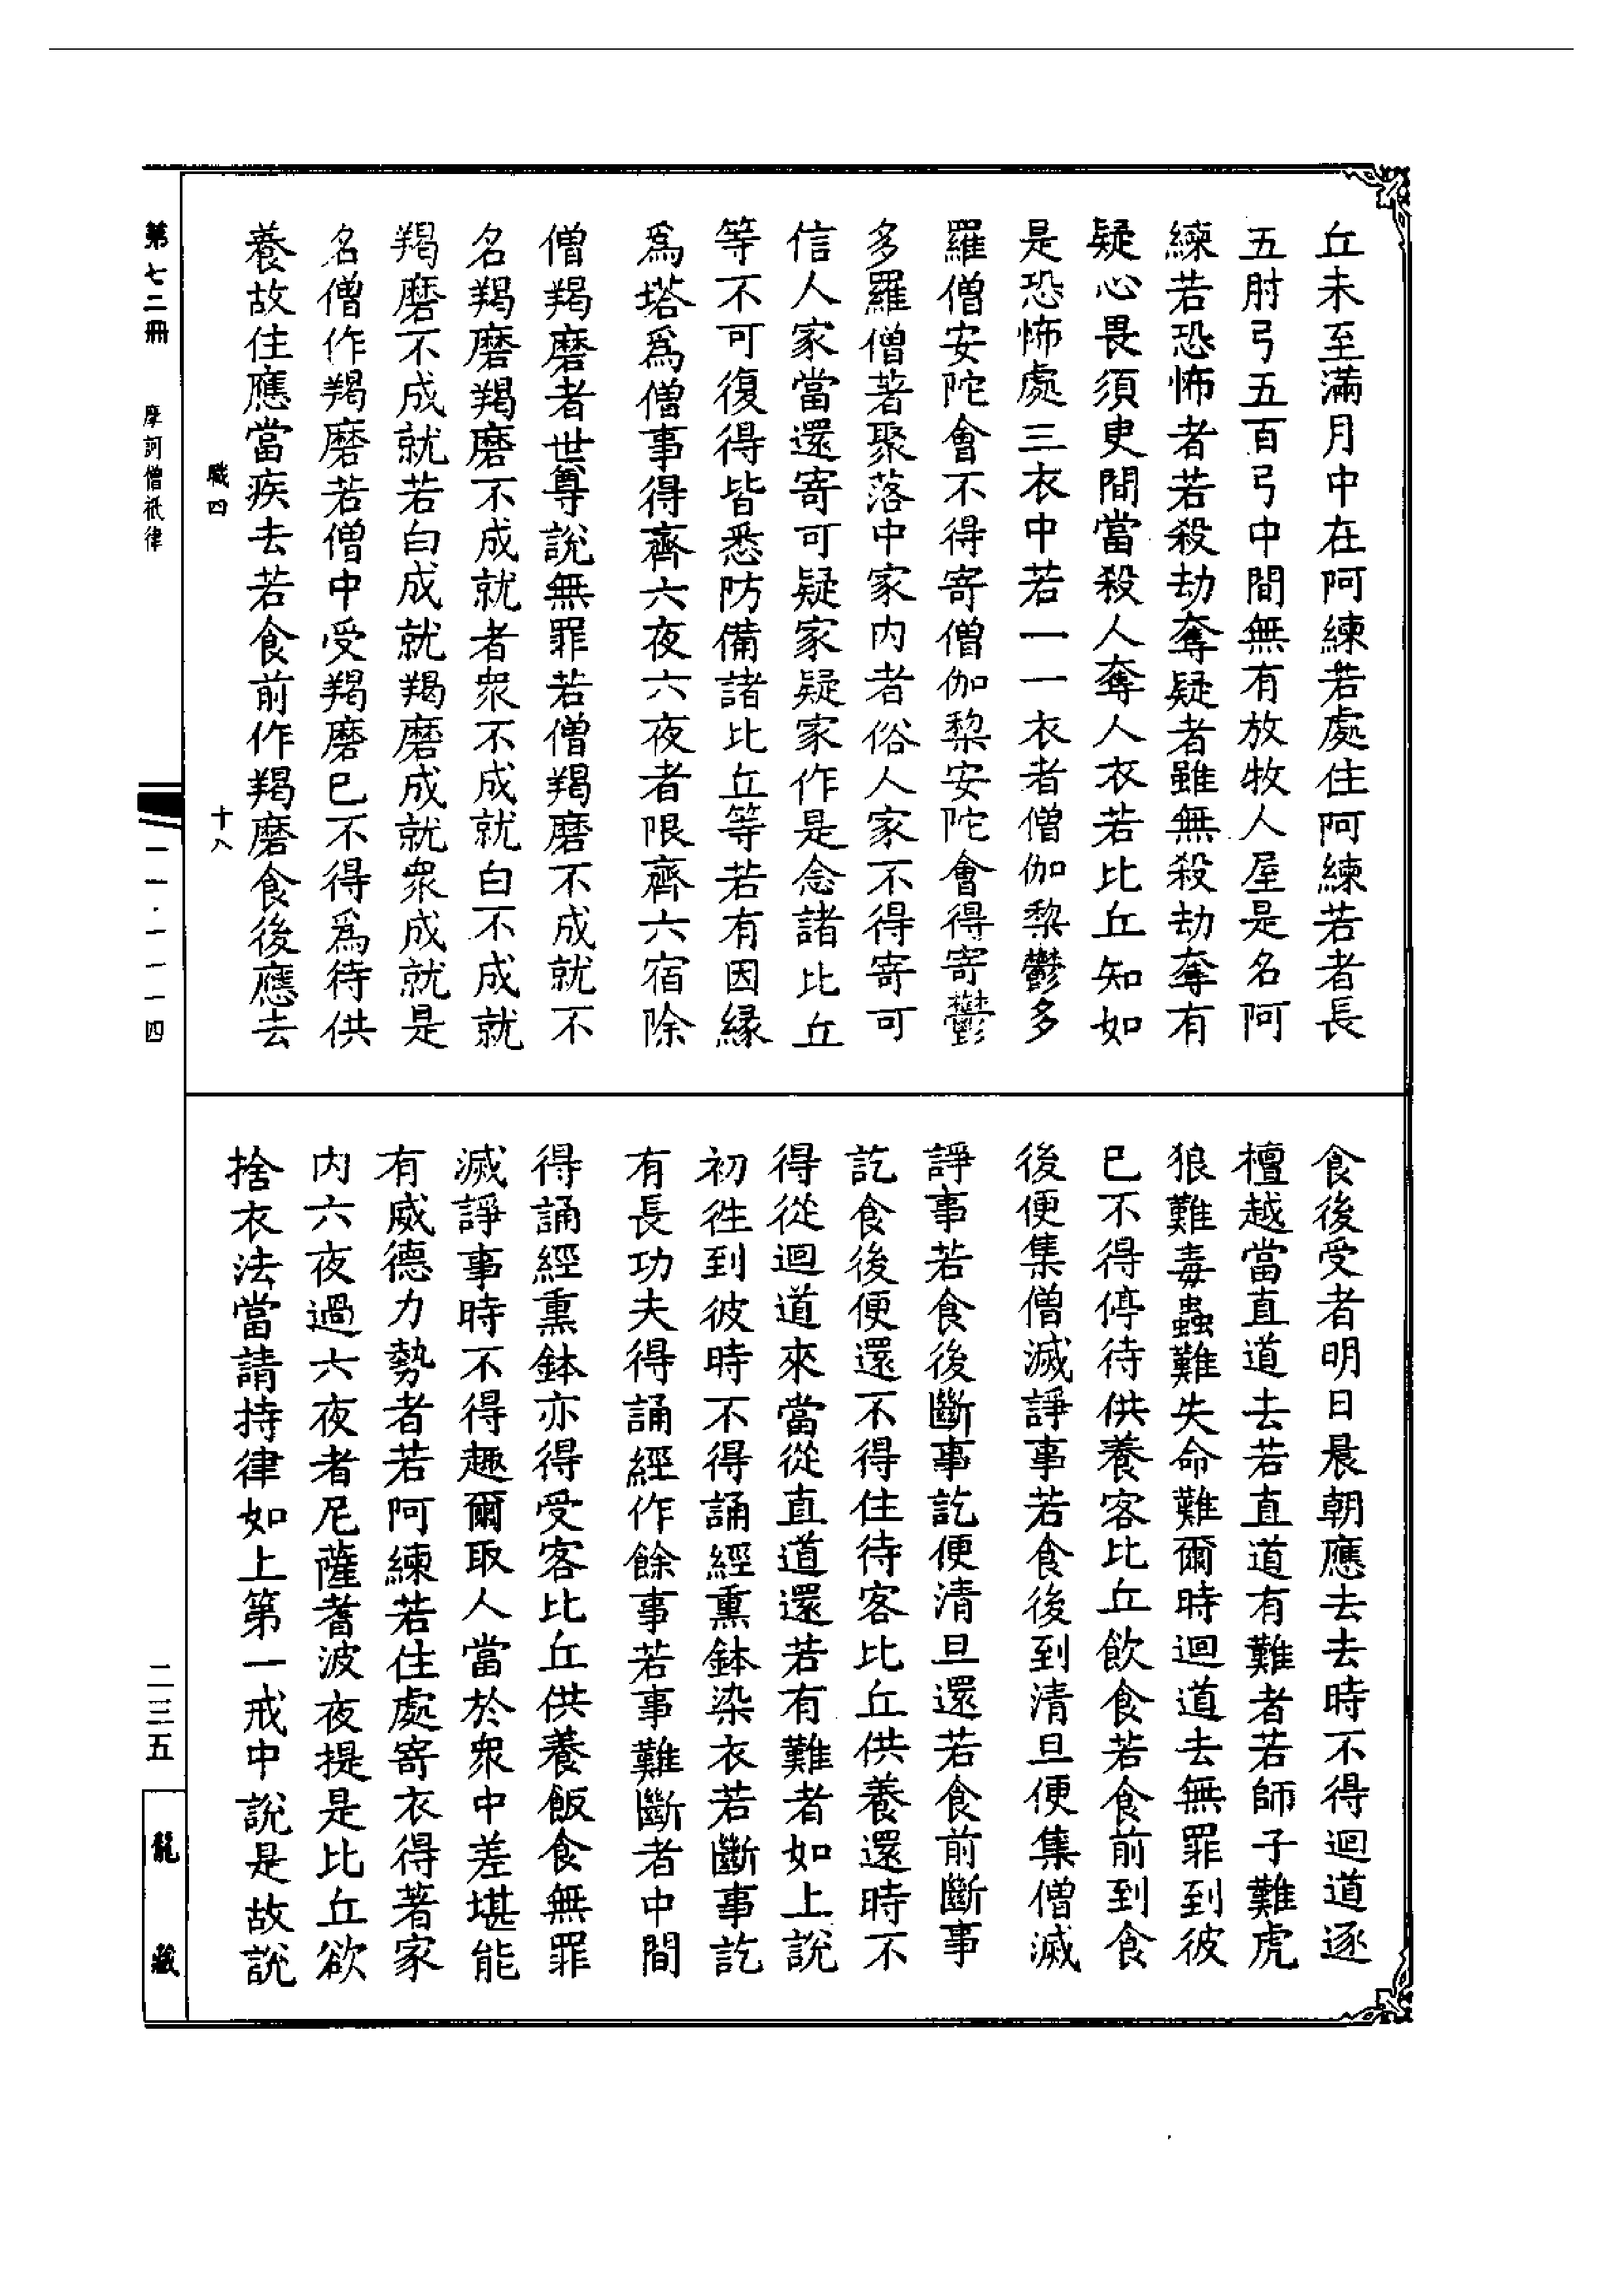 丘未至滿月中在阿練若處住阿練若者長
五肘弓五百弓中間無有放牧人屋是名阿
練若恐怖者若殺劫奪疑者雖無殺劫奪有
疑心畏須史間當殺人奪人衣若比丘知如
是恐怖處三衣中若一一衣者僧伽黎鬱多
羅僧安陀會不得寄僧伽黎安陀會得寄鬱
多羅僧著聚落中家內者俗人家不得寄可
信人家當還寄可疑家疑家作是念諸比丘
等不可復得皆悉防備諸比丘等若有因緣
爲塔爲僧事得齊六夜六夜者限齊六宿除
僧羯磨者世尊說無罪若僧羯磨不成就不
名羯磨羯磨不成就者衆不成就白不成就
羯磨不成就若白成就羯磨成就衆成就是
名僧作羯磨若僧中受羯磨已不得爲待供
養故住應當疾去若食前作羯磨食後應去
職四
十八
食後受者明日晨朝應去去時不得迴道逐
檀越當直道去若直道有難者若師子難虎
狼難毒蟲難失命難爾時迴道去無罪到彼
已不得停待供養客比丘飲食若食前到食
後便集僧滅諍事若食後到清旦便集僧滅
諍事若食後斷事訖便清旦還若食前斷事
訖食後便還不得住待客比丘供養還時不
得從迴道來當從直道還若有難者如上說
初徃到彼時不得誦經熏鉢染衣若斷事訖
有長功夫得誦經作餘事若事難斷者中間
得誦經熏鉢亦得受客比丘供養飯食無罪
滅諍事時不得趣爾取人當於衆中差堪能
有威德力勢者若阿練若住處寄衣得著家
內六夜過六夜者尼薩耆波夜提是比丘欲
捨衣法當請持律如上第一戒中說是故說
第七二冊
摩訶僧祇律
一一一·一一一四
二三五
龍藏